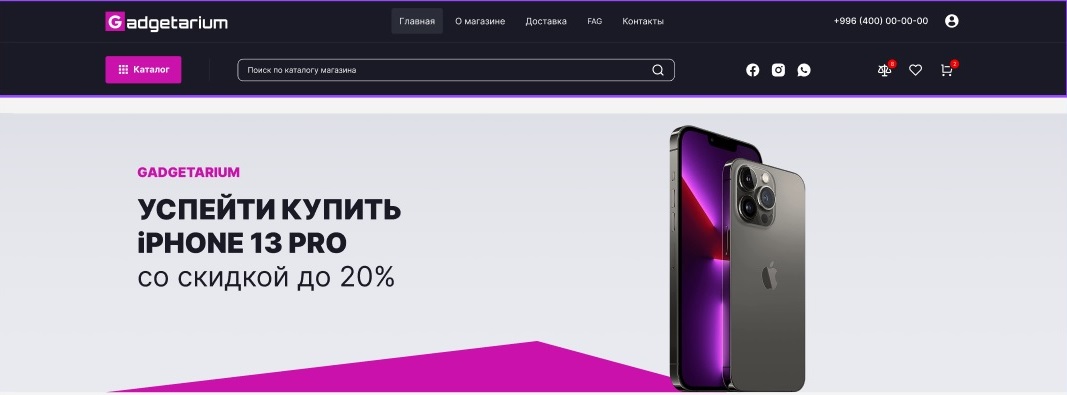 Gadgetarium
Главная
О магазине
Доставка
FAG
Контакты
+996 (400) 00-00-00
Каталог
Поиск по каталогу магазина
2
GADGETARIUM
УСПЕЙТИ КУПИТЬ
iPHONE 13 PRO
со скидкой до 20%